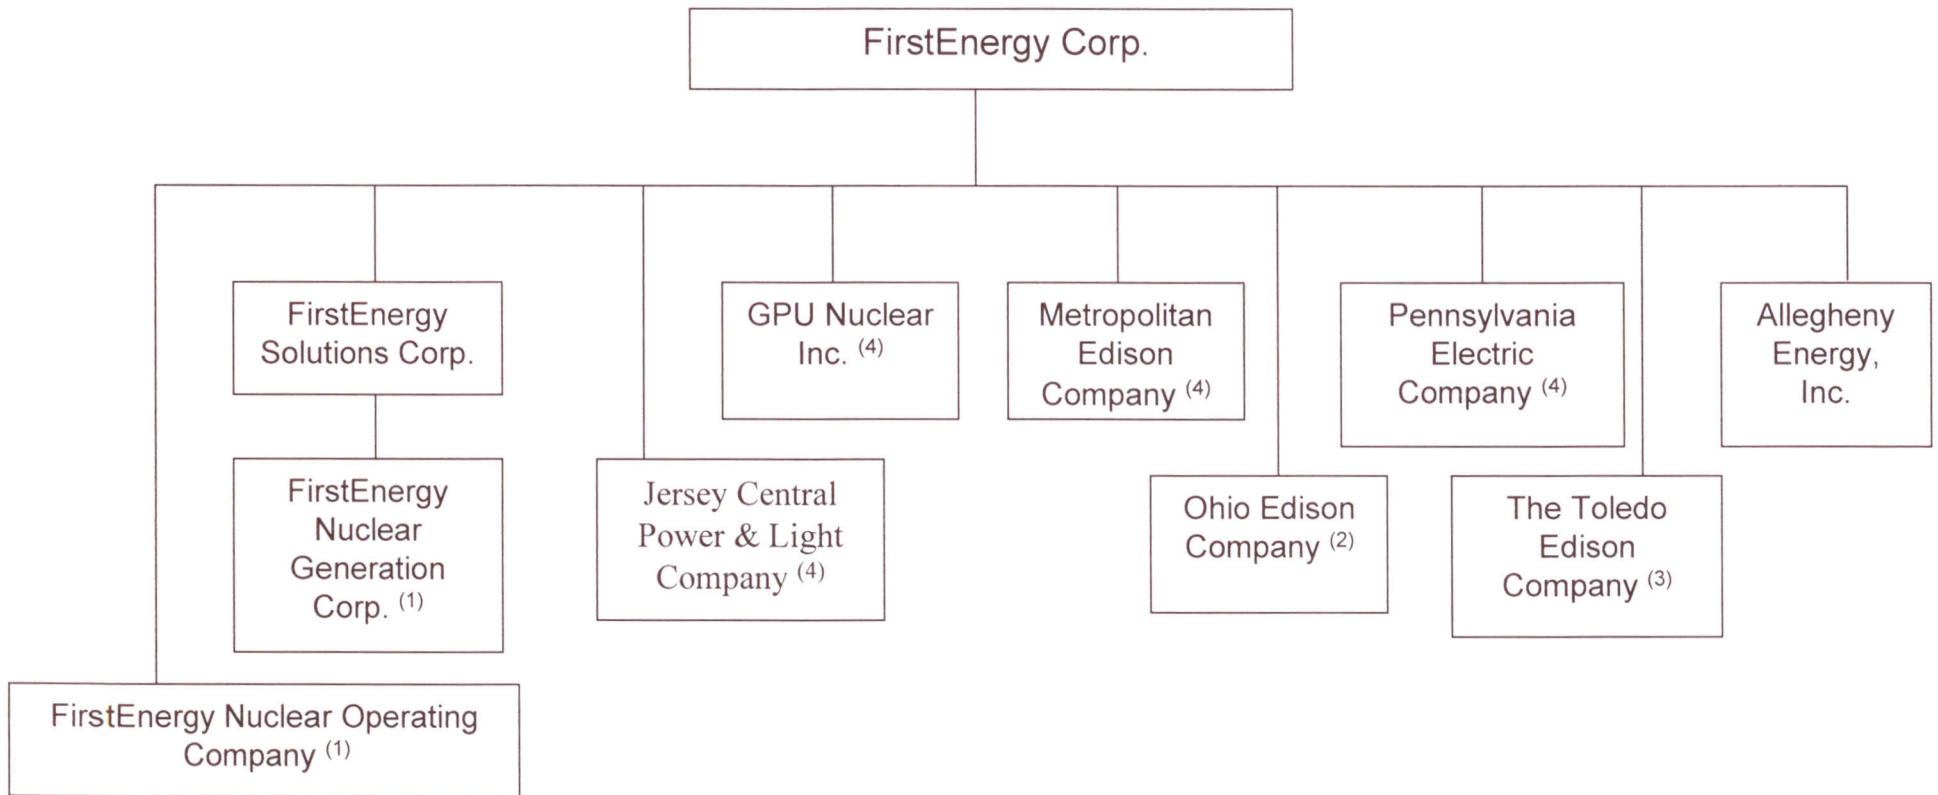 FirstEnergy Corp.
FirstEnergy
Solutions Corp.
GPU Nuclear
Inc. (4)
Metropolitan
Edison
Company (4)
Pennsylvania
Electric
Company (4)
Allegheny
Energy,
Inc.
FirstEnergy
Nuclear
Generation
Corp. (1)
Jersey Central
Power & Light
Company (4)
Ohio Edison
Company (2)
The Toledo
Edison
Company (3)
FirstEnergy Nuclear Operating
Company (1)